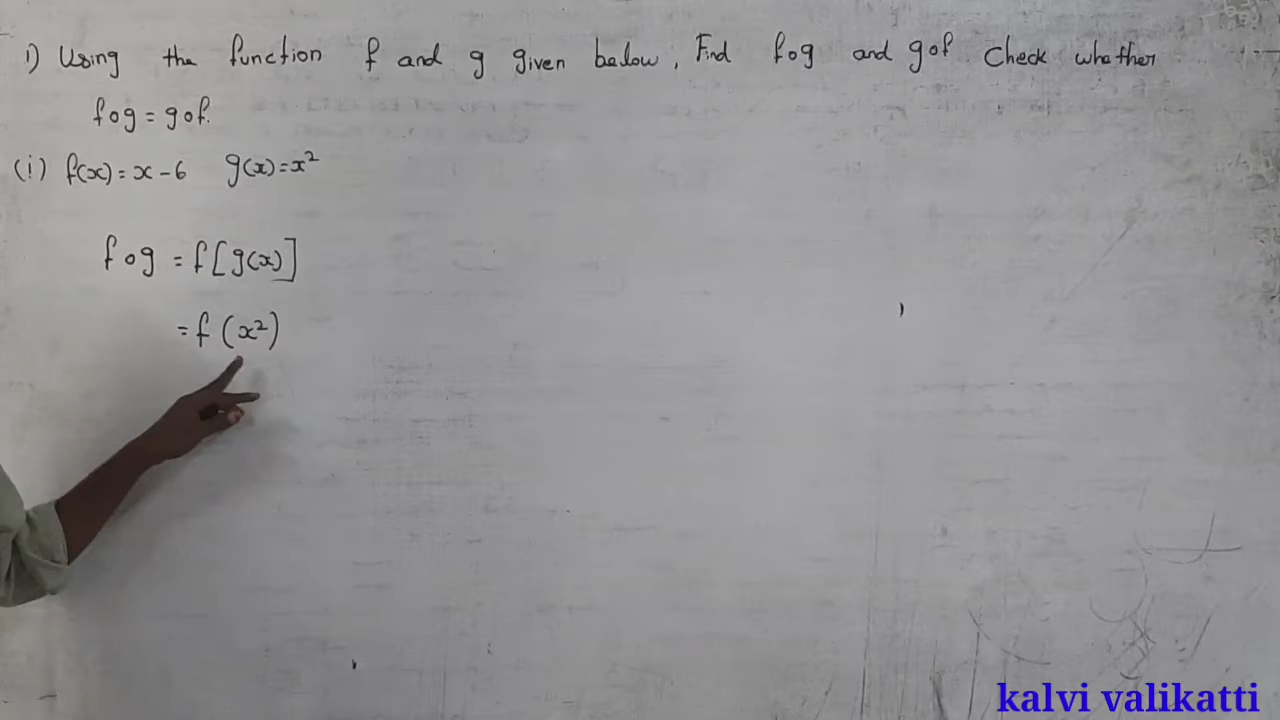 1) Using the function f and g given below, Find fog and gof. Check whether
fog = gof.
(i) f(x) = x - 6 g(x) = x²
fog = f[g(x)]
= f(x²)
kalvi valikatti